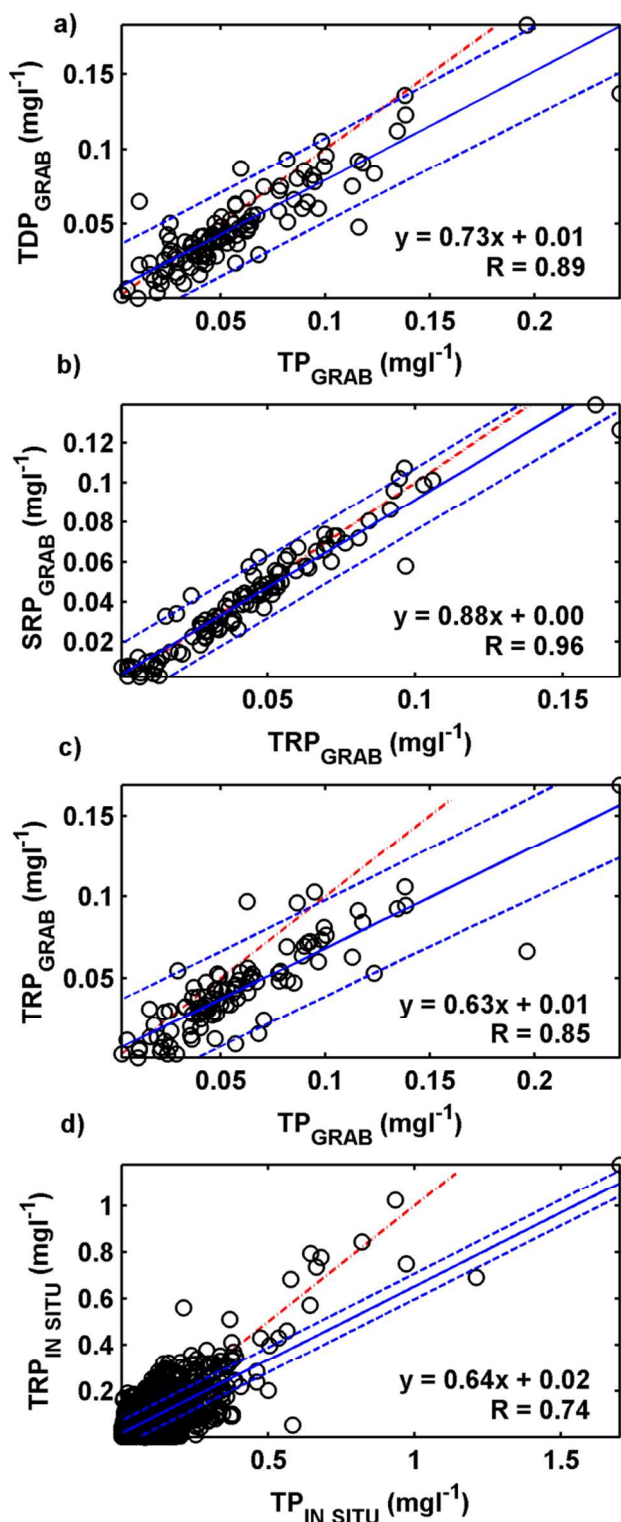 a)
0.15
0.1
0.05
TDP_GRAB (mgl^-1)
y = 0.73x + 0.01
R = 0.89
0.05 0.1 0.15 0.2
TP_GRAB (mgl^-1)
b)
0.12
0.1
0.08
0.06
0.04
0.02
SRP_GRAB (mgl^-1)
y = 0.88x + 0.00
R = 0.96
0.05 0.1 0.15
TRP_GRAB (mgl^-1)
c)
0.15
0.1
0.05
TRP_GRAB (mgl^-1)
y = 0.63x + 0.01
R = 0.85
0.05 0.1 0.15 0.2
TP_GRAB (mgl^-1)
d)
1
0.8
0.6
0.4
0.2
TRP_IN SITU (mgl^-1)
y = 0.64x + 0.02
R = 0.74
0.5 1 1.5
TP_IN SITU (mgl^-1)